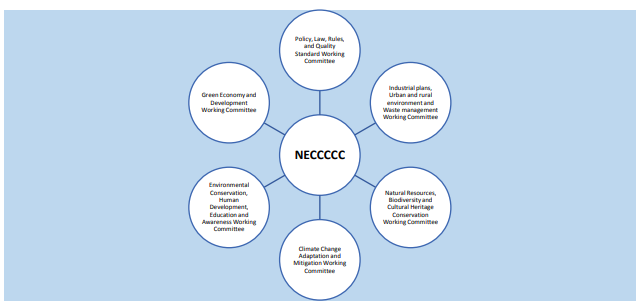 Policy, Law, Rules,
and Quality
Standard Working
Committee
Green Economy and
Development
Working Committee
Industrial plans,
Urban and rural
environment and
Waste management
Working Committee
NECCCCC
Environmental
Conservation,
Human
Development,
Education and
Awareness Working
Committee
Natural Resources,
Biodiversity and
Cultural Heritage
Conservation
Working Committee
Climate Change
Adaptation and
Mitigation Working
Committee